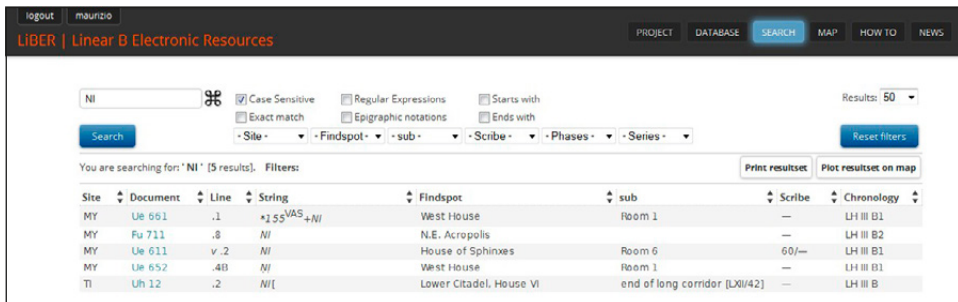 logout maurizio
LiBER | Linear B Electronic Resources
PROJECT DATABASE SEARCH MAP HOW TO NEWS
NI ⌘ Case Sensitive Regular Expressions Starts with Results: 50
Exact match Epigraphic notations Ends with
Search - Site - - Findspot - - sub - - Scribe - - Phases - - Series - Reset filters
You are searching for: ' NI ' [5 results]. Filters: Print resultset Plot resultset on map
Site Document Line String Findspot sub Scribe Chronology
MY Ue 661 .1 *155VAS+NI West House Room 1 — LH III B1
MY Fu 711 .8 NI N.E. Acropolis — LH III B2
MY Ue 611 v .2 NI House of Sphinxes Room 6 60/— LH III B1
MY Ue 652 .4B NI West House Room 1 — LH III B1
TI Uh 12 .2 NI[ Lower Citadel, House VI end of long corridor [LXII/42] — LH III B